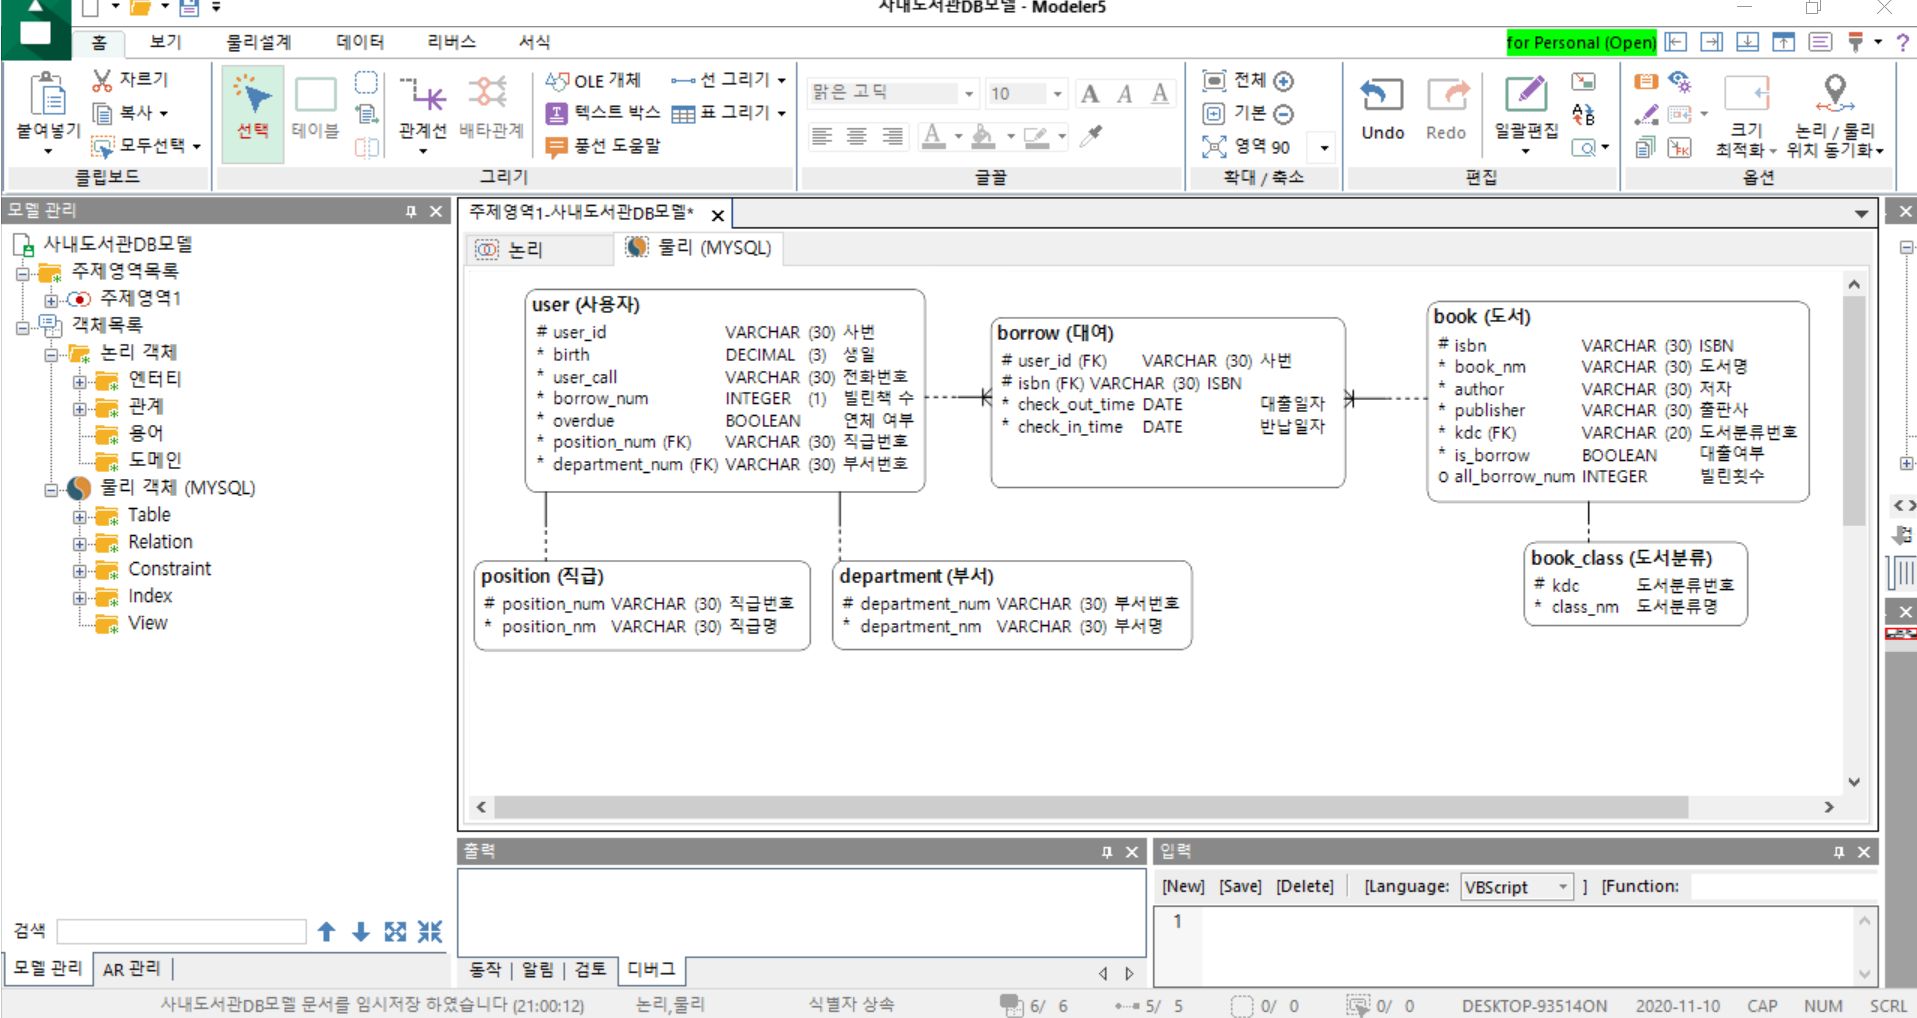 사내도서관DB모델 - Modeler5
홈 보기 물리설계 데이터 리버스 서식
for Personal (Open)
붙여넣기 자르기 복사 모두선택
클립보드
선택 테이블 관계선 배타관계
OLE 개체 선 그리기
텍스트 박스 표 그리기
풍선 도움말
그리기
맑은 고딕 10
글꼴
전체
기본
영역 90
확대 / 축소
Undo Redo 일괄편집
편집
크기 최적화 논리 / 물리 위치 동기화
옵션
모델 관리
사내도서관DB모델
주제영역목록
주제영역1
객체목록
논리 객체
엔터티
관계
용어
도메인
물리 객체 (MYSQL)
Table
Relation
Constraint
Index
View
검색
모델 관리 AR 관리
주제영역1-사내도서관DB모델*
논리 물리 (MYSQL)
user (사용자)
# user_id VARCHAR (30) 사번
* birth DECIMAL (3) 생일
* user_call VARCHAR (30) 전화번호
* borrow_num INTEGER (1) 빌린책 수
* overdue BOOLEAN 연체 여부
* position_num (FK) VARCHAR (30) 직급번호
* department_num (FK) VARCHAR (30) 부서번호
borrow (대여)
# user_id (FK) VARCHAR (30) 사번
# isbn (FK) VARCHAR (30) ISBN
* check_out_time DATE 대출일자
* check_in_time DATE 반납일자
book (도서)
# isbn VARCHAR (30) ISBN
* book_nm VARCHAR (30) 도서명
* author VARCHAR (30) 저자
* publisher VARCHAR (30) 출판사
* kdc (FK) VARCHAR (20) 도서분류번호
* is_borrow BOOLEAN 대출여부
o all_borrow_num INTEGER 빌린횟수
position (직급)
# position_num VARCHAR (30) 직급번호
* position_nm VARCHAR (30) 직급명
department (부서)
# department_num VARCHAR (30) 부서번호
* department_nm VARCHAR (30) 부서명
book_class (도서분류)
# kdc 도서분류번호
* class_nm 도서분류명
출력
동작 | 알림 | 검토 디버그
입력
[New] [Save] [Delete] [Language: VBScript ] [Function:
1
사내도서관DB모델 문서를 임시저장 하였습니다 (21:00:12) 논리,물리 식별자 상속 6/ 6 5/ 5 0/ 0 0/ 0 DESKTOP-93514ON 2020-11-10 CAP NUM SCRL